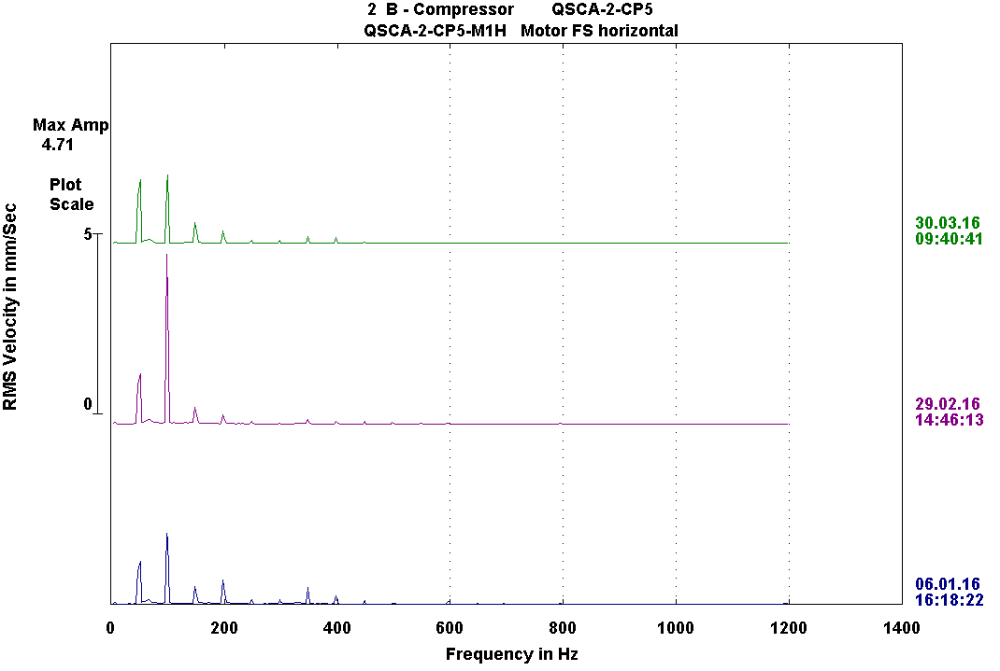 2 B - Compressor QSCA-2-CP5
QSCA-2-CP5-M1H Motor FS horizontal
Max Amp
4.71
Plot
Scale
5
0
RMS Velocity in mm/Sec
30.03.16
09:40:41
29.02.16
14:46:13
06.01.16
16:18:22
0 200 400 600 800 1000 1200 1400
Frequency in Hz